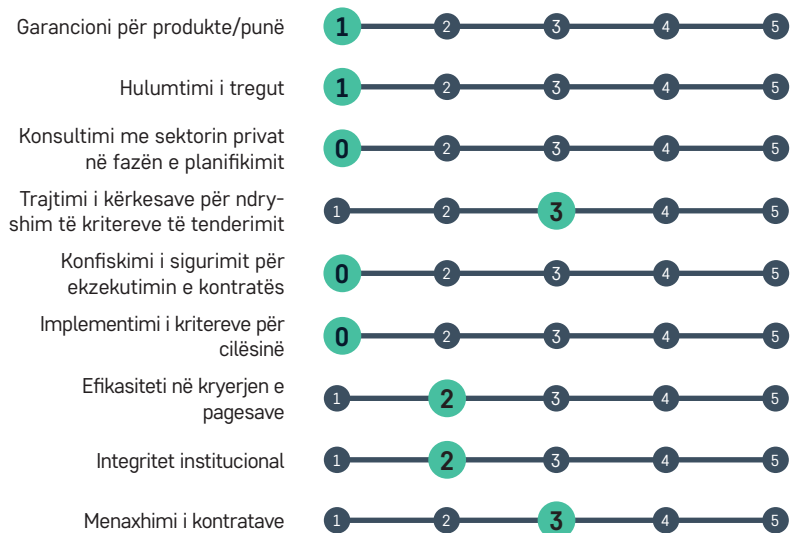 Garancioni për produkte/punë 1 2 3 4 5
Hulumtimi i tregut 1 2 3 4 5
Konsultimi me sektorin privat
në fazën e planifikimit 0 2 3 4 5
Trajtimi i kërkesave për ndry-
shim të kritereve të tenderimit 1 2 3 4 5
Konfiskimi i sigurimit për
ekzekutimin e kontratës 0 2 3 4 5
Implementimi i kritereve për
cilësinë 0 2 3 4 5
Efikasiteti në kryerjen e
pagesave 1 2 3 4 5
Integritet institucional 1 2 3 4 5
Menaxhimi i kontratave 1 2 3 4 5